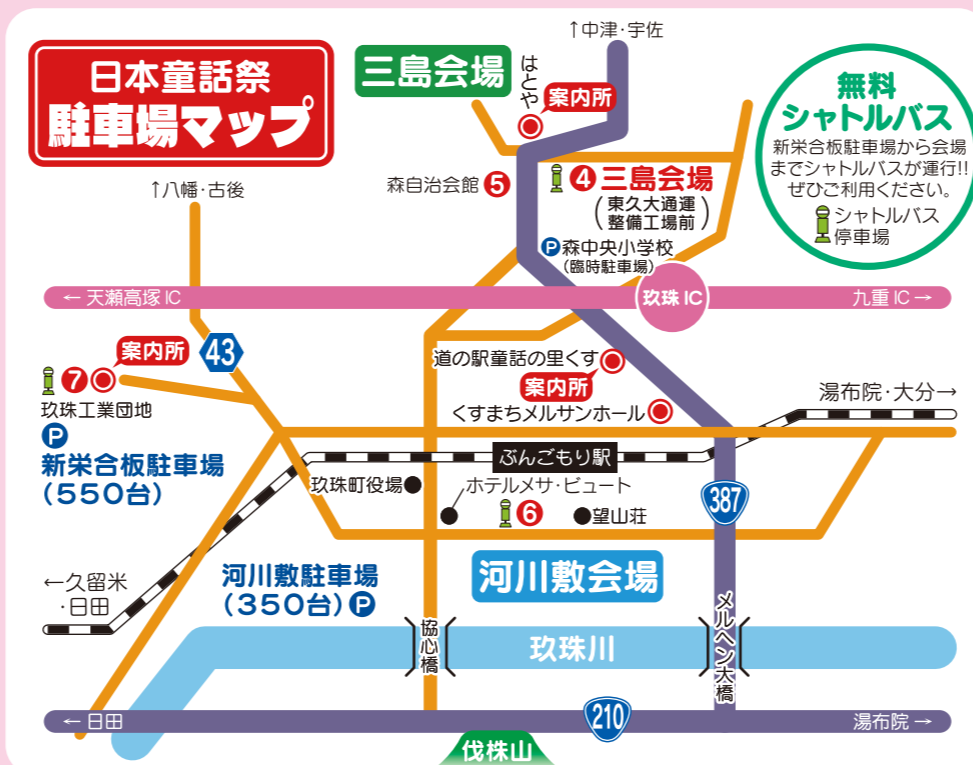 日本童話祭
駐車場マップ
三島会場
はとや
案内所
↑中津・宇佐
無料
シャトルバス
新栄合板駐車場から会場
までシャトルバスが運行!!
ぜひご利用ください。
シャトルバス
停車場
↑八幡・古後
森自治会館 5
4 三島会場
(東久大通運
整備工場前)
P 森中央小学校
(臨時駐車場)
← 天瀬高塚 IC
玖珠 IC
九重 IC →
43
案内所
7
玖珠工業団地
P
新栄合板駐車場
(550台)
道の駅童話の里くす
案内所
くすまちメルサンホール
湯布院・大分→
ぶんごもり駅
玖珠町役場
ホテルメサ・ビュート
6
望山荘
387
←久留米
・日田
河川敷駐車場
(350台) P
河川敷会場
協心橋
玖珠川
メルヘン大橋
← 日田
210
湯布院 →
伐株山